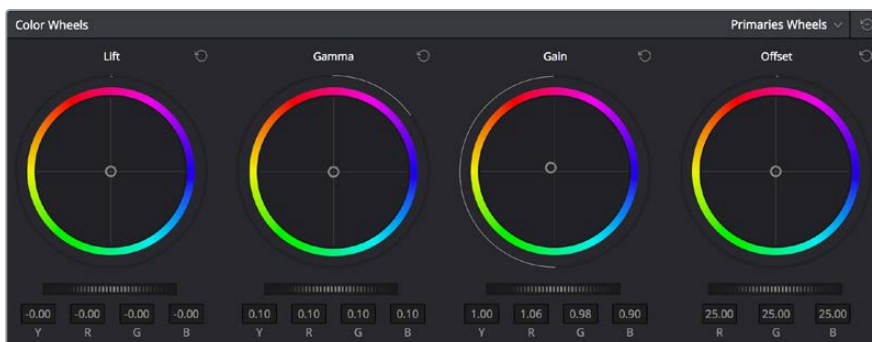 Color Wheels Primaries Wheels
Lift Gamma Gain Offset
-0.00 -0.00 -0.00 -0.00 0.10 0.10 0.10 0.10 1.00 1.06 0.98 0.90 25.00 25.00 25.00
Y R G B Y R G B Y R G B R G B